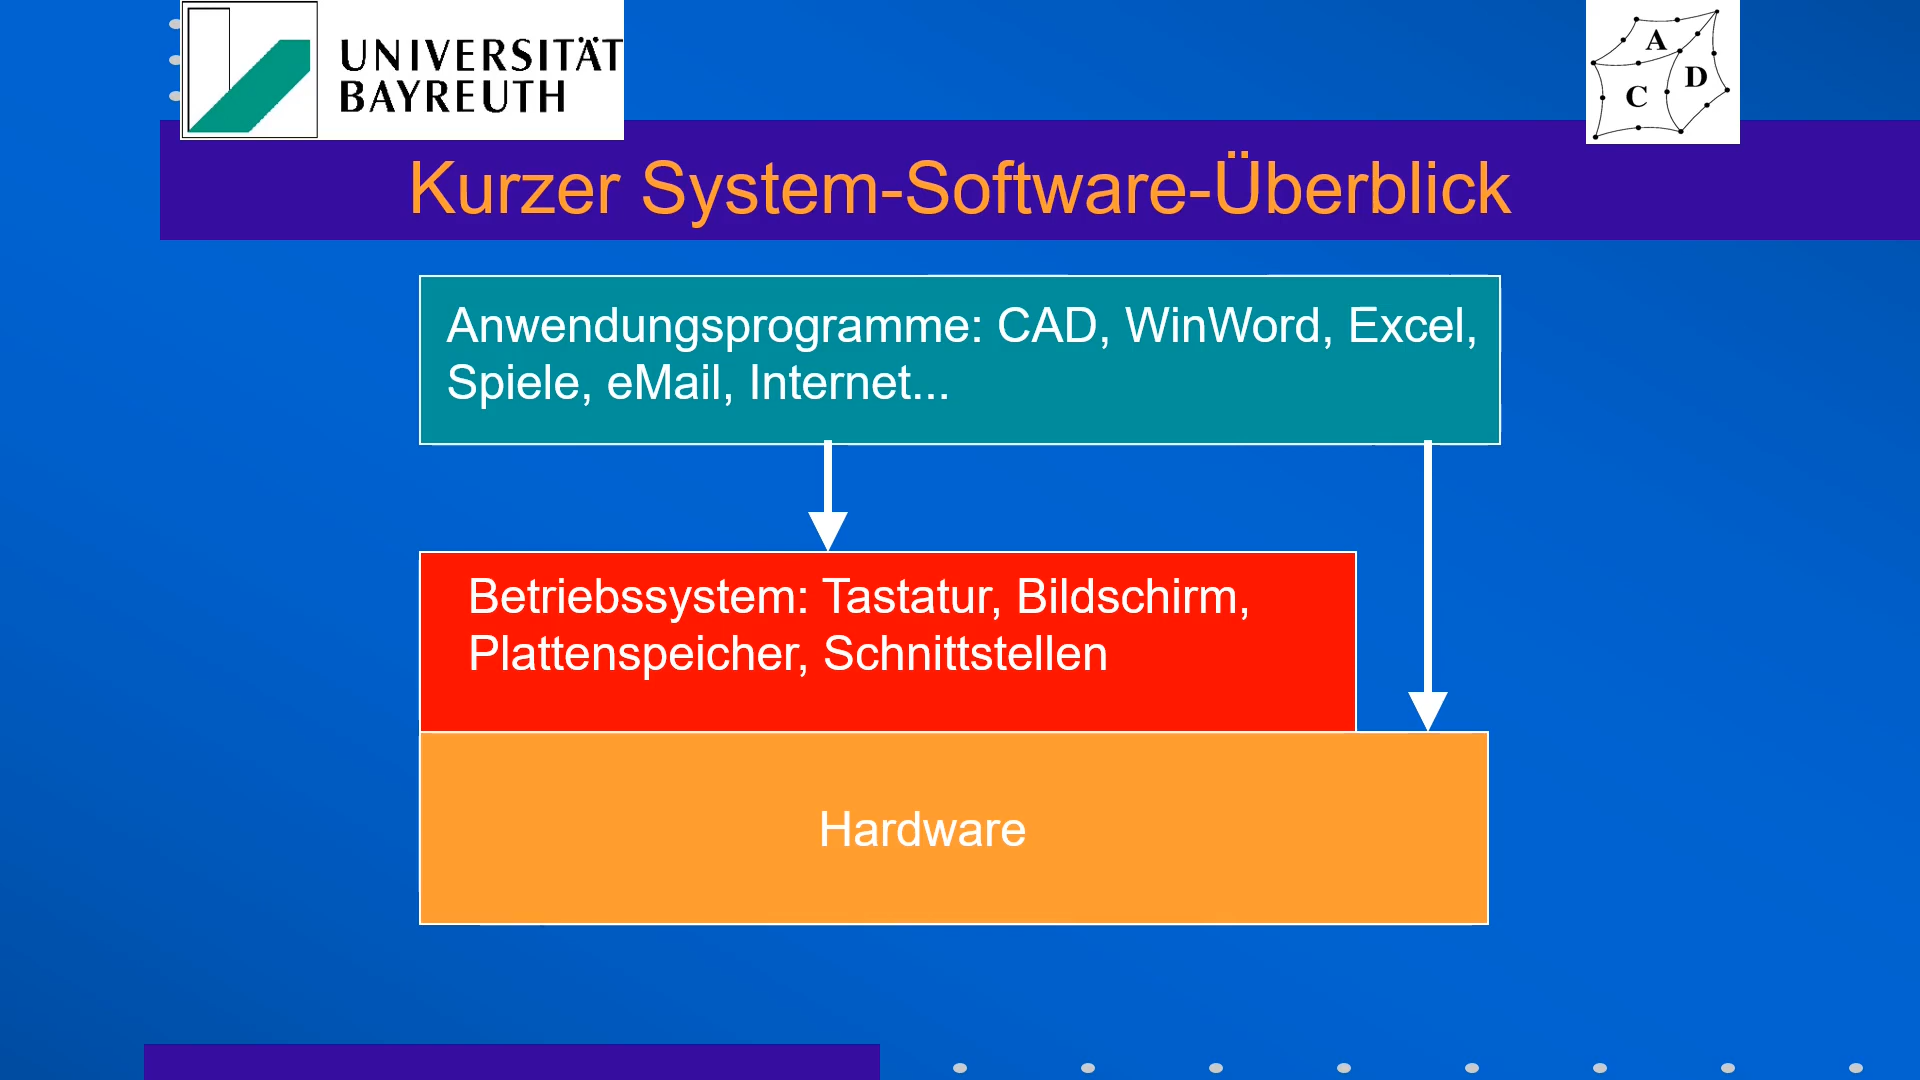 UNIVERSITÄT
BAYREUTH
A
D
C
Kurzer System-Software-Überblick
Anwendungsprogramme: CAD, WinWord, Excel,
Spiele, eMail, Internet...
Betriebssystem: Tastatur, Bildschirm,
Plattenspeicher, Schnittstellen
Hardware